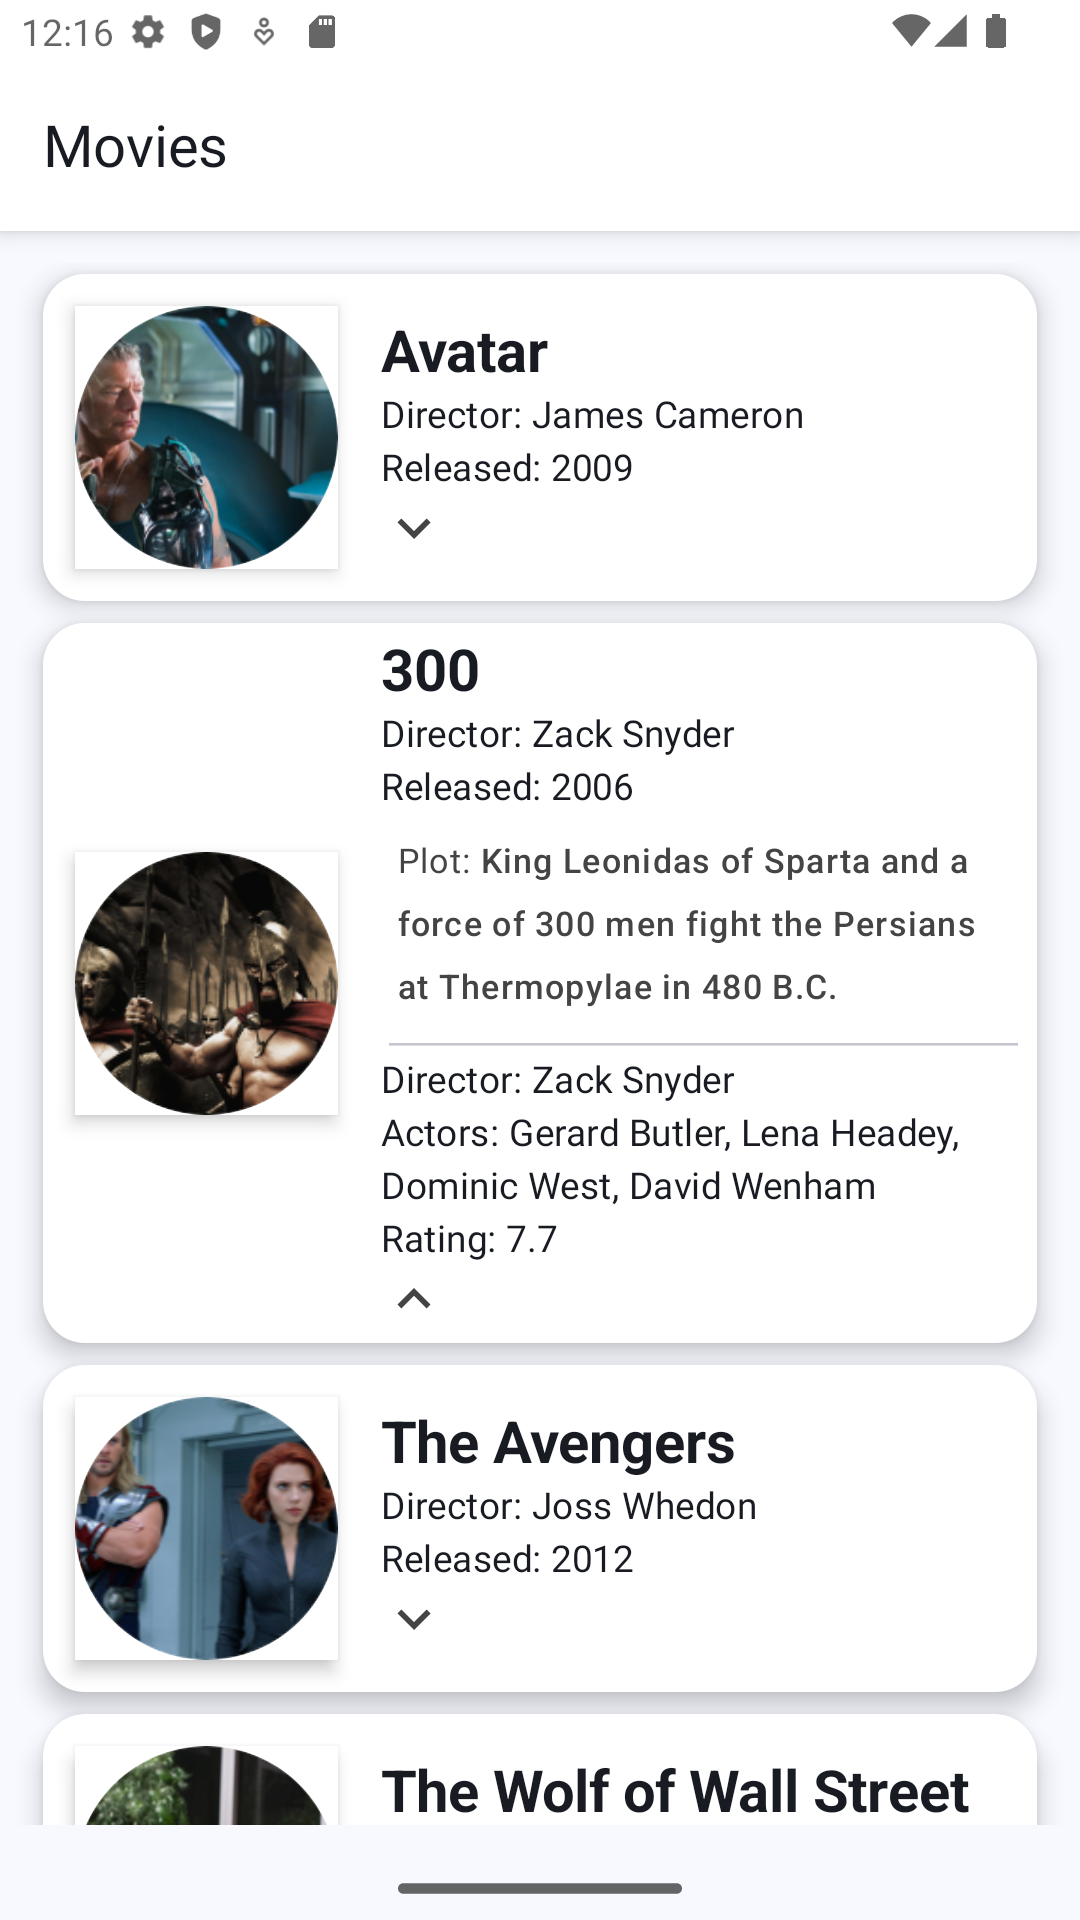 12:16
Movies
Avatar
Director: James Cameron
Released: 2009
300
Director: Zack Snyder
Released: 2006
Plot: King Leonidas of Sparta and a
force of 300 men fight the Persians
at Thermopylae in 480 B.C.
Director: Zack Snyder
Actors: Gerard Butler, Lena Headey,
Dominic West, David Wenham
Rating: 7.7
The Avengers
Director: Joss Whedon
Released: 2012
The Wolf of Wall Street